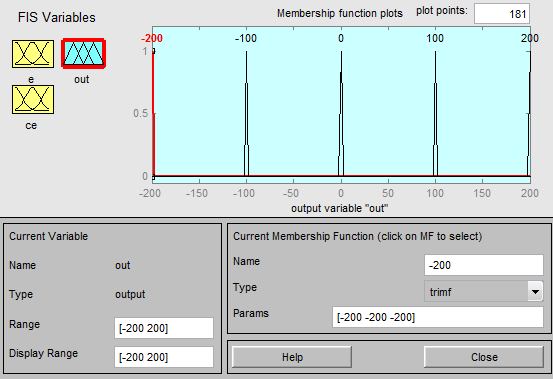 FIS Variables
Membership function plots plot points: 181
-200 -100 0 100 200
1
0.5
0
e out
ce
-200 -150 -100 -50 0 50 100 150 200
output variable "out"
Current Variable
Name out
Type output
Range [-200 200]
Display Range [-200 200]
Current Membership Function (click on MF to select)
Name -200
Type trimf
Params [-200 -200 -200]
Help Close